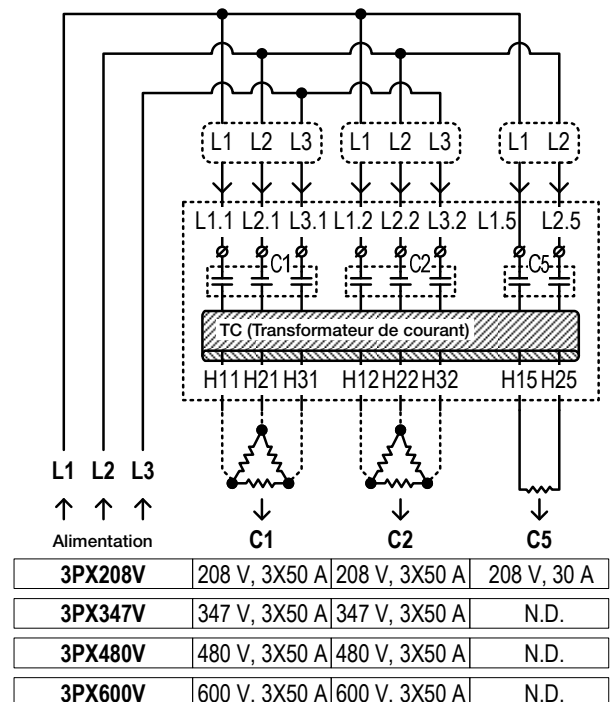 L1 L2 L3 L1 L2 L3 L1 L2
L1.1 L2.1 L3.1 L1.2 L2.2 L3.2 L1.5 L2.5
C1 C2 C5
TC (Transformateur de courant)
H11 H21 H31 H12 H22 H32 H15 H25
L1 L2 L3
Alimentation C1 C2 C5
3PX208V 208 V, 3X50 A 208 V, 3X50 A 208 V, 30 A
3PX347V 347 V, 3X50 A 347 V, 3X50 A N.D.
3PX480V 480 V, 3X50 A 480 V, 3X50 A N.D.
3PX600V 600 V, 3X50 A 600 V, 3X50 A N.D.